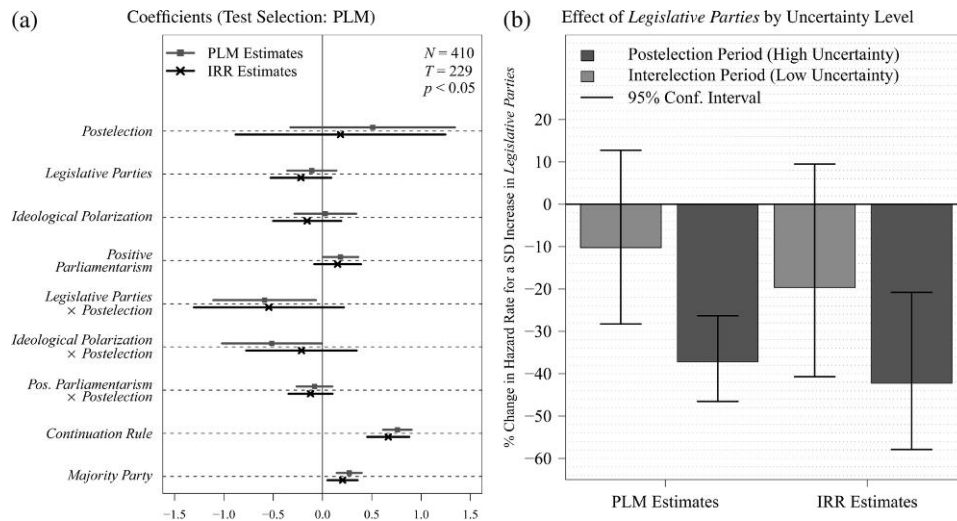 (a)
Coefficients (Test Selection: PLM)
PLM Estimates
IRR Estimates
N = 410
T = 229
p < 0.05
Postelection
Legislative Parties
Ideological Polarization
Positive
Parliamentarism
Legislative Parties
× Postelection
Ideological Polarization
× Postelection
Pos. Parliamentarism
× Postelection
Continuation Rule
Majority Party
−1.5 −1.0 −0.5 0.0 0.5 1.0 1.5
(b)
Effect of Legislative Parties by Uncertainty Level
Postelection Period (High Uncertainty)
Interelection Period (Low Uncertainty)
95% Conf. Interval
% Change in Hazard Rate for a SD Increase in Legislative Parties
20
10
0
−10
−20
−30
−40
−50
−60
PLM Estimates
IRR Estimates